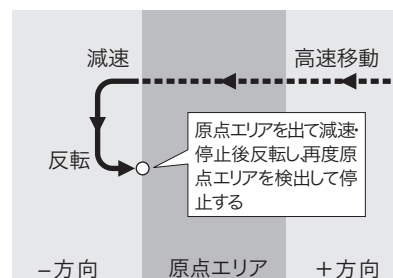 減速
高速移動
原点エリアを出て減速・
停止後反転し、再度原
点エリアを検出して停
止する
反転
−方向
原点エリア
＋方向